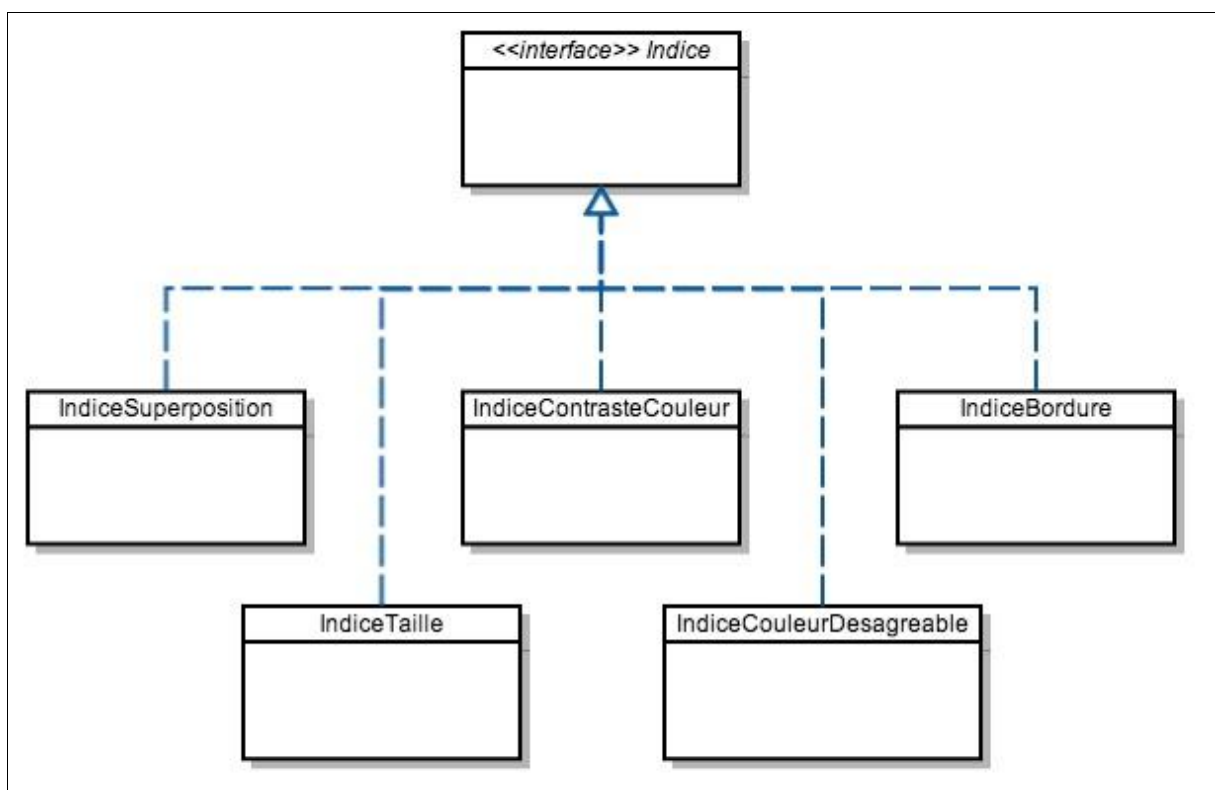 <<interface>> Indice
IndiceSuperposition
IndiceContrasteCouleur
IndiceBordure
IndiceTaille
IndiceCouleurDesagreable